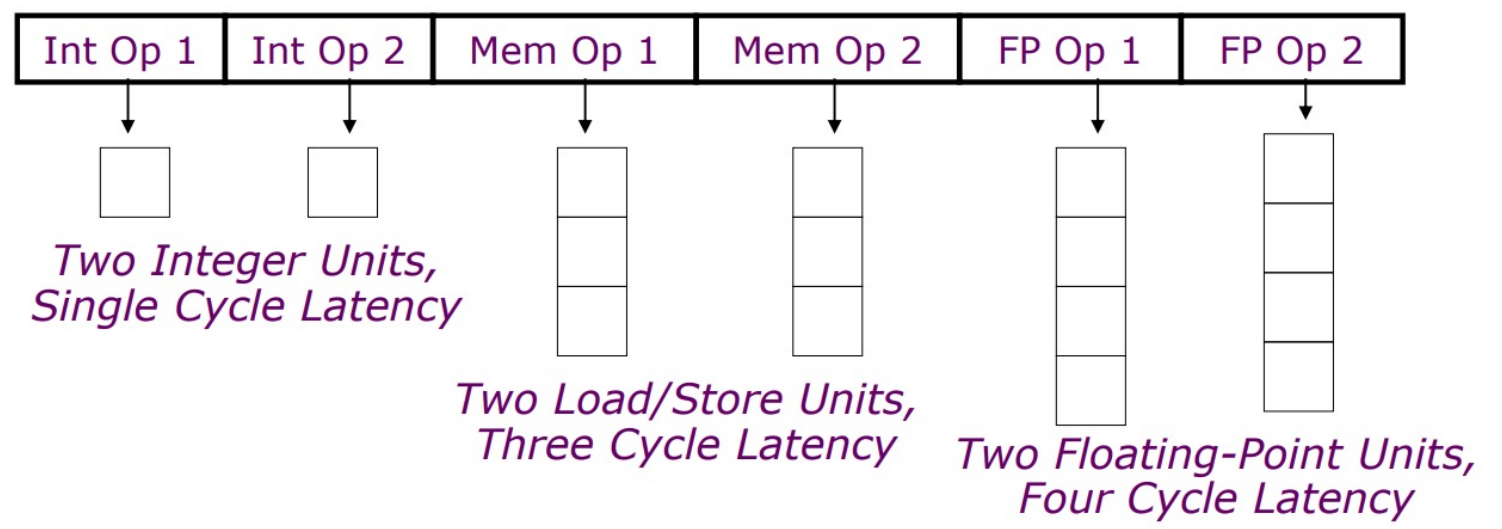 Int Op 1 Int Op 2 Mem Op 1 Mem Op 2 FP Op 1 FP Op 2
Two Integer Units,
Single Cycle Latency
Two Load/Store Units,
Three Cycle Latency
Two Floating-Point Units,
Four Cycle Latency